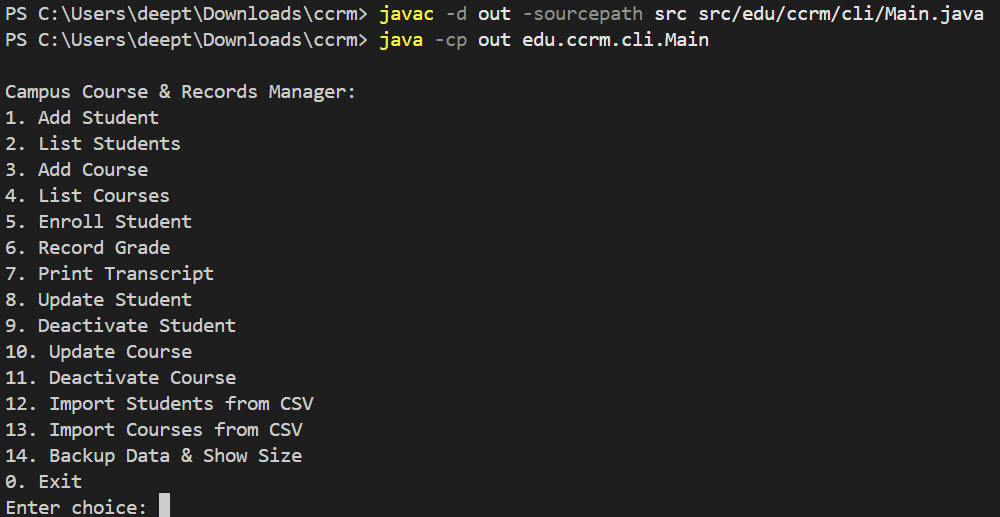 PS C:\Users\deept\Downloads\ccrm> javac -d out -sourcepath src src/edu/ccrm/cli/Main.java
PS C:\Users\deept\Downloads\ccrm> java -cp out edu.ccrm.cli.Main
Campus Course & Records Manager:
1. Add Student
2. List Students
3. Add Course
4. List Courses
5. Enroll Student
6. Record Grade
7. Print Transcript
8. Update Student
9. Deactivate Student
10. Update Course
11. Deactivate Course
12. Import Students from CSV
13. Import Courses from CSV
14. Backup Data & Show Size
0. Exit
Enter choice: